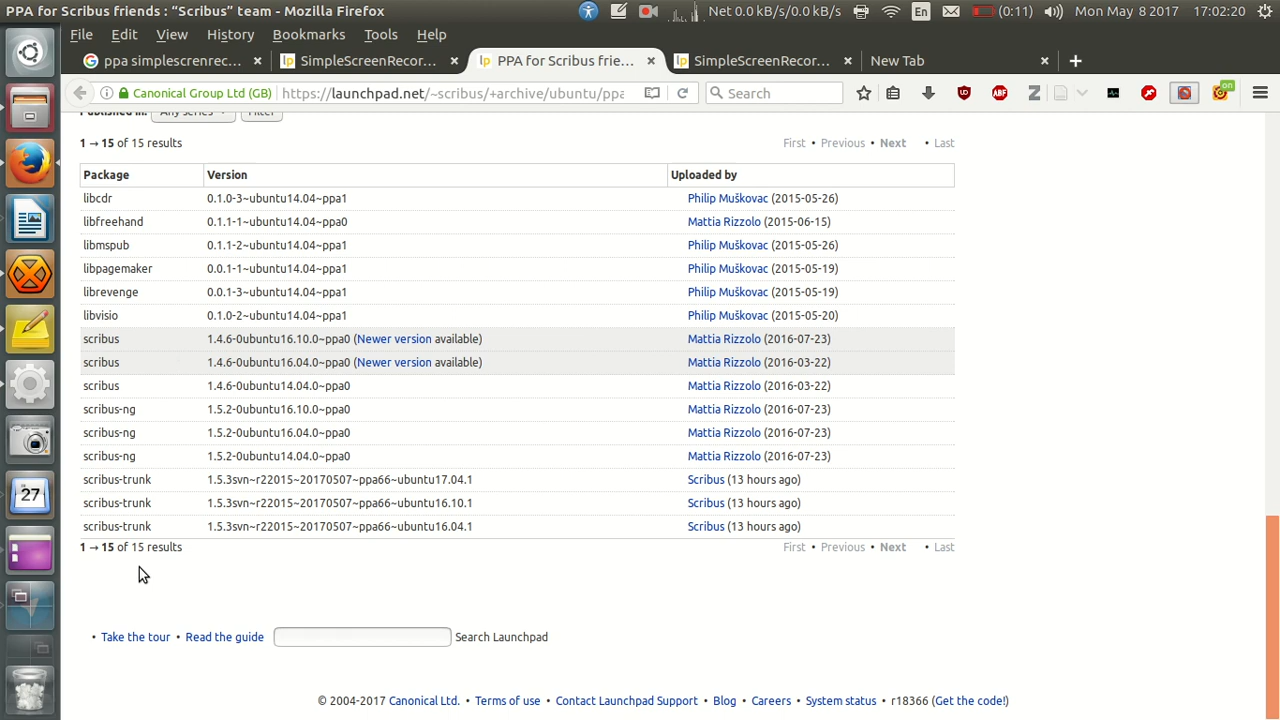 PPA for Scribus friends : “Scribus” team - Mozilla Firefox
Net 0.0 kB/s/0.0 kB/s
En
(0:11)
Mon May 8 2017
17:02:20
File Edit View History Bookmarks Tools Help
ppa simplescrenrec...
SimpleScreenRecor...
PPA for Scribus frie...
SimpleScreenRecor...
New Tab
Canonical Group Ltd (GB)
https://launchpad.net/~scribus/+archive/ubuntu/ppa
Search
ABP
on
Published in: Any series Filter
1 → 15 of 15 results
First • Previous • Next • Last
Package Version Uploaded by
libcdr 0.1.0-3~ubuntu14.04~ppa1 Philip Muškovac (2015-05-26)
libfreehand 0.1.1-1~ubuntu14.04~ppa0 Mattia Rizzolo (2015-06-15)
libmspub 0.1.1-2~ubuntu14.04~ppa1 Philip Muškovac (2015-05-26)
libpagemaker 0.0.1-1~ubuntu14.04~ppa1 Philip Muškovac (2015-05-19)
librevenge 0.0.1-3~ubuntu14.04~ppa1 Philip Muškovac (2015-05-19)
libvisio 0.1.0-2~ubuntu14.04~ppa1 Philip Muškovac (2015-05-20)
scribus 1.4.6-0ubuntu16.10.0~ppa0 (Newer version available) Mattia Rizzolo (2016-07-23)
scribus 1.4.6-0ubuntu16.04.0~ppa0 (Newer version available) Mattia Rizzolo (2016-03-22)
scribus 1.4.6-0ubuntu14.04.0~ppa0 Mattia Rizzolo (2016-03-22)
scribus-ng 1.5.2-0ubuntu16.10.0~ppa0 Mattia Rizzolo (2016-07-23)
scribus-ng 1.5.2-0ubuntu16.04.0~ppa0 Mattia Rizzolo (2016-07-23)
scribus-ng 1.5.2-0ubuntu14.04.0~ppa0 Mattia Rizzolo (2016-07-23)
scribus-trunk 1.5.3svn~r22015~20170507~ppa66~ubuntu17.04.1 Scribus (13 hours ago)
scribus-trunk 1.5.3svn~r22015~20170507~ppa66~ubuntu16.10.1 Scribus (13 hours ago)
scribus-trunk 1.5.3svn~r22015~20170507~ppa66~ubuntu16.04.1 Scribus (13 hours ago)
1 → 15 of 15 results
First • Previous • Next • Last
27
• Take the tour • Read the guide Search Launchpad
© 2004-2017 Canonical Ltd. • Terms of use • Contact Launchpad Support • Blog • Careers • System status • r18366 (Get the code!)